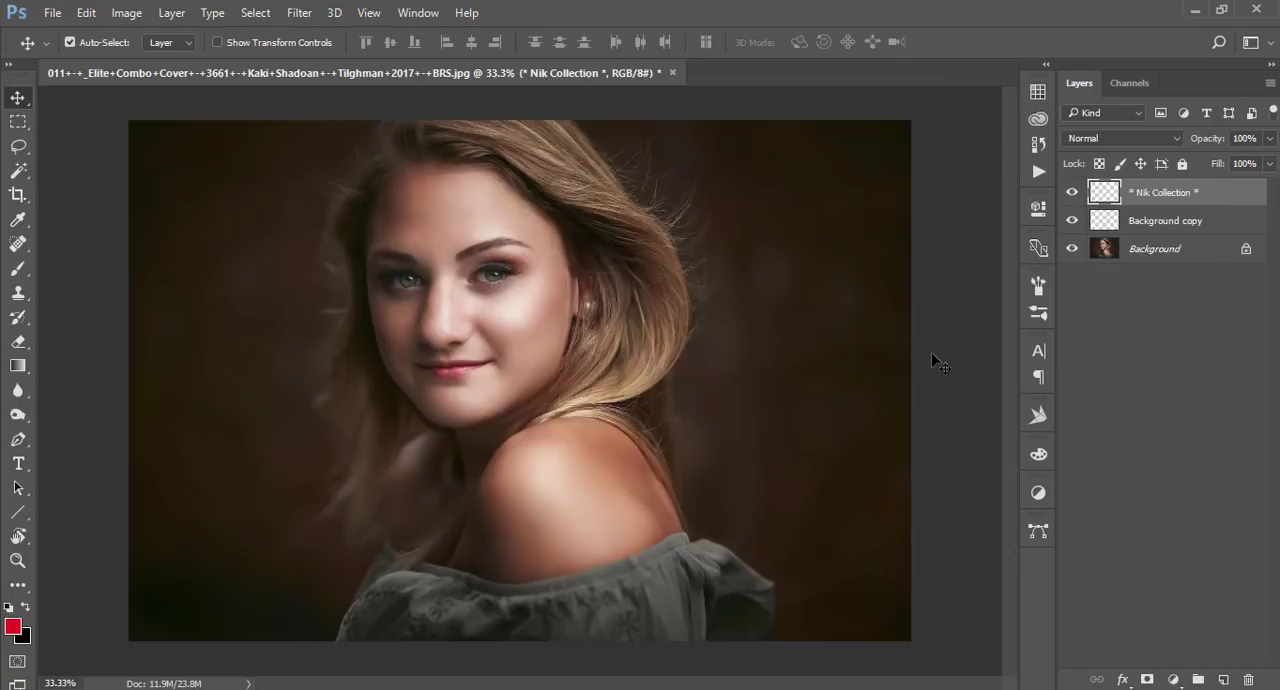 Ps File Edit Image Layer Type Select Filter 3D View Window Help
Auto-Select: Layer Show Transform Controls 3D Mode:
011+-+_Elite+Combo+Cover+-+3661+-+Kaki+Shadoan+-+Tilghman+2017+-+BRS.jpg @ 33.3% (* Nik Collection *, RGB/8#) * ×
Layers Channels
Kind
Normal Opacity: 100%
Lock: Fill: 100%
* Nik Collection *
Background copy
Background
33.33% Doc: 11.9M/23.8M